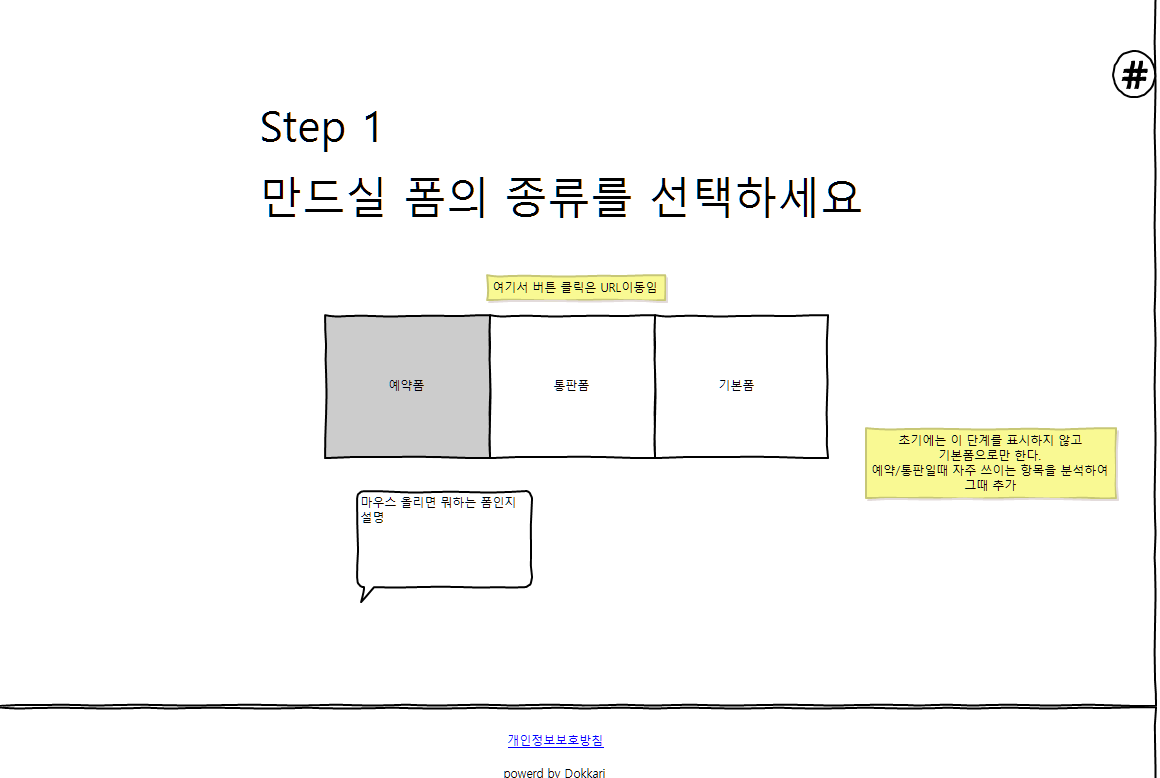 #
Step 1
만드실 폼의 종류를 선택하세요
여기서 버튼 클릭은 URL이동임
예약폼
통판폼
기본폼
초기에는 이 단계를 표시하지 않고
기본폼으로만 한다.
예약/통판일때 자주 쓰이는 항목을 분석하여
그때 추가
마우스 올리면 뭐하는 폼인지
설명
개인정보보호방침
powerd by Dokkari